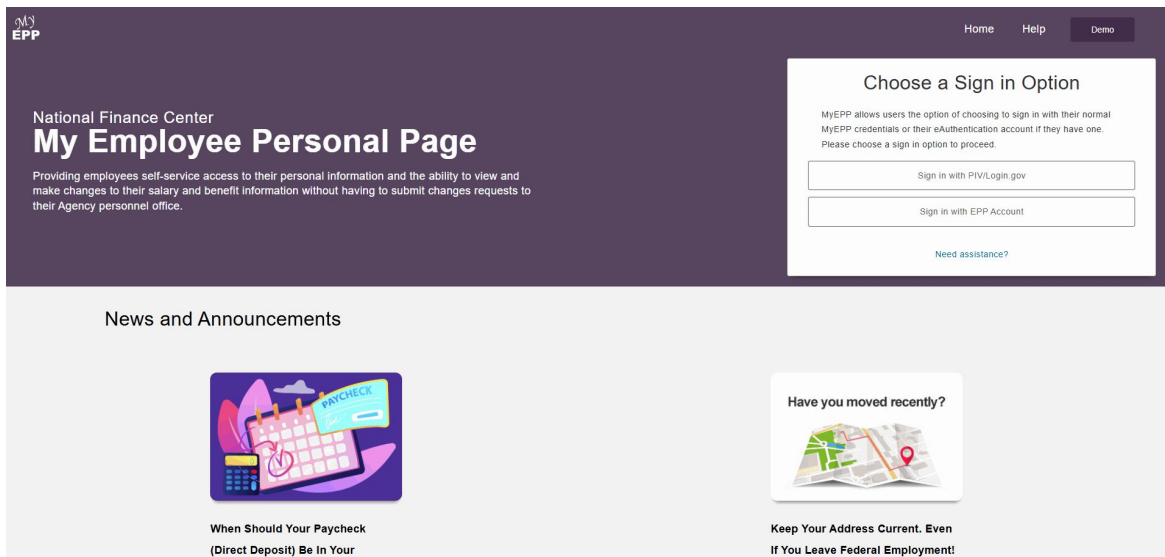 My
EPP
Home
Help
Demo
National Finance Center
My Employee Personal Page
Providing employees self-service access to their personal information and the ability to view and
make changes to their salary and benefit information without having to submit changes requests to
their Agency personnel office.
Choose a Sign in Option
MyEPP allows users the option of choosing to sign in with their normal
MyEPP credentials or their eAuthentication account if they have one.
Please choose a sign in option to proceed.
Sign in with PIV/Login.gov
Sign in with EPP Account
Need assistance?
News and Announcements
PAYCHECK
When Should Your Paycheck
(Direct Deposit) Be In Your
Have you moved recently?
Keep Your Address Current. Even
If You Leave Federal Employment!